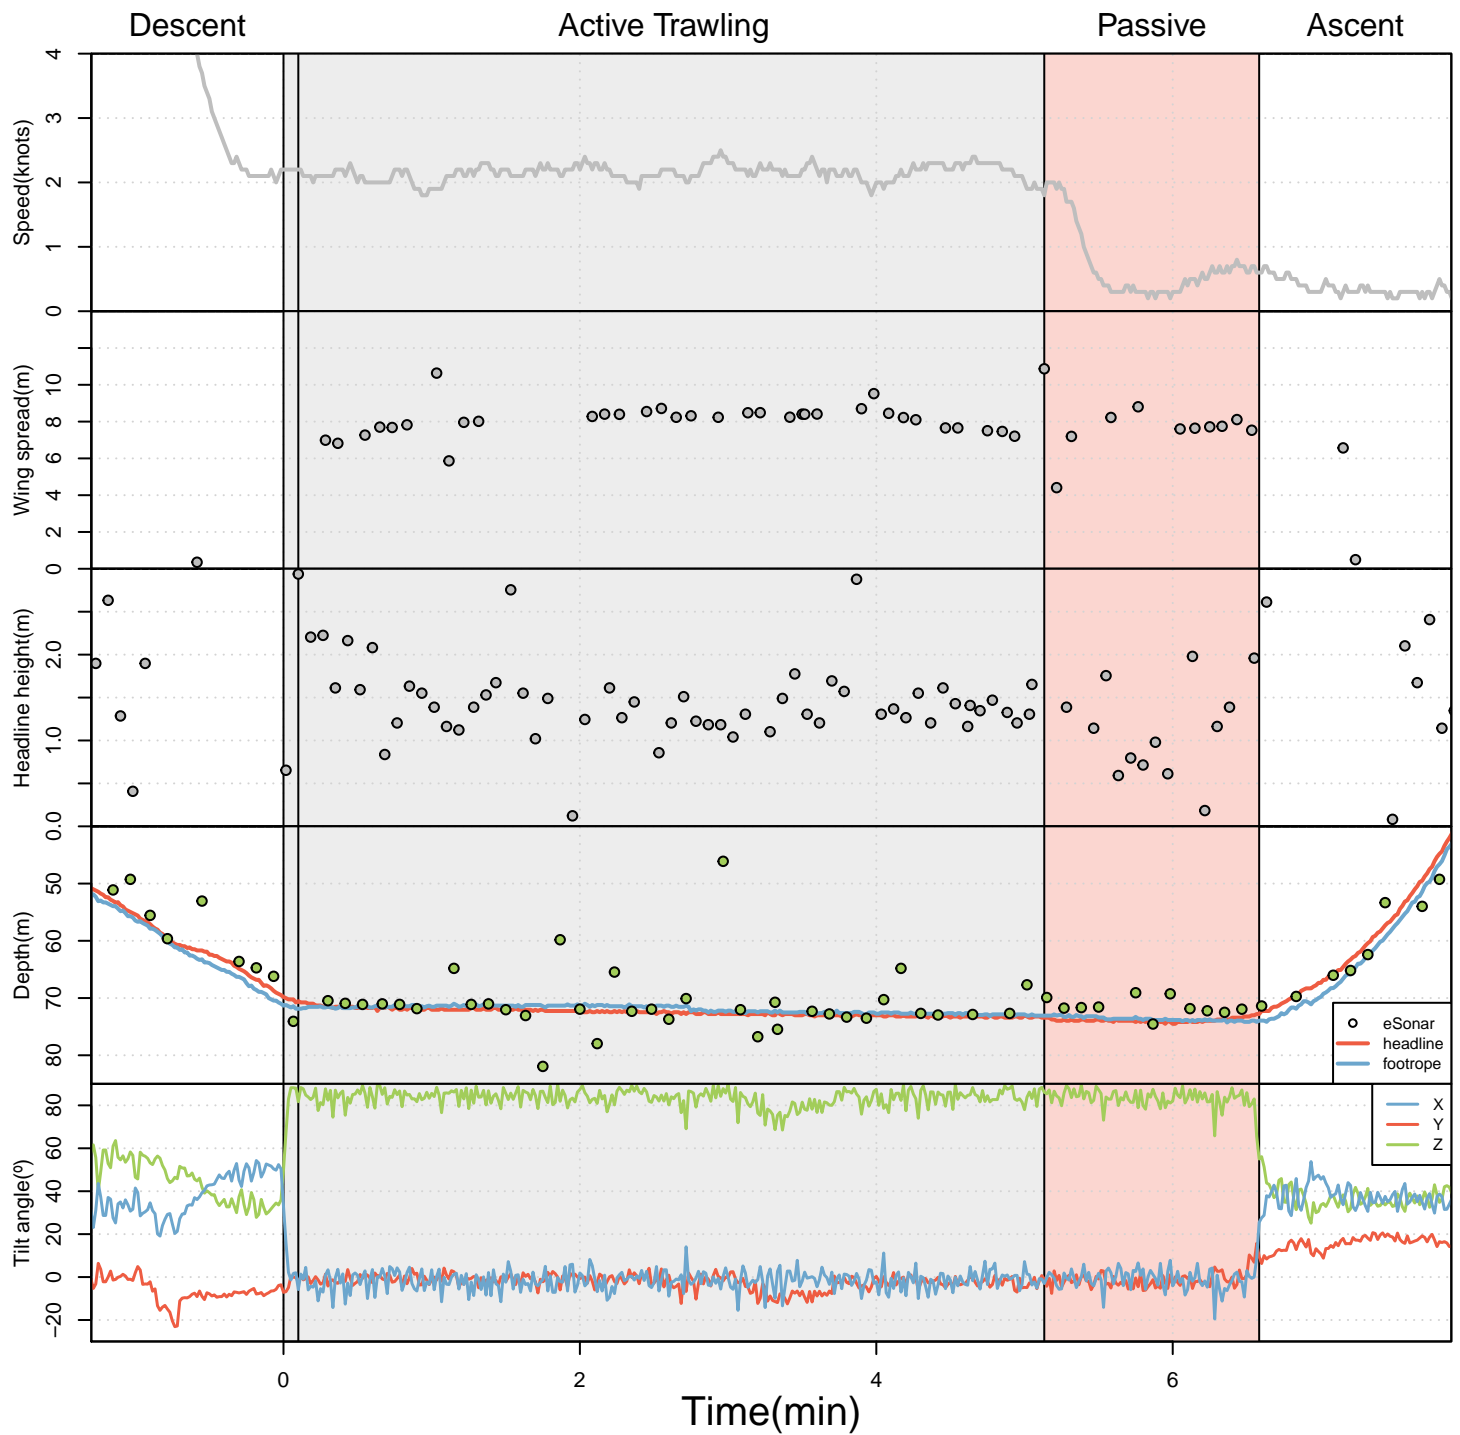 Descent Active Trawling Passive Ascent
Speed(knots)
4
3
2
1
0
Wing spread(m)
10
8
6
4
2
0
Headline height(m)
2.0
1.0
0.0
Depth(m)
50
60
70
80
eSonar
headline
footrope
Tilt angle(º)
80
60
40
20
0
−20
X
Y
Z
0 2 4 6
Time(min)